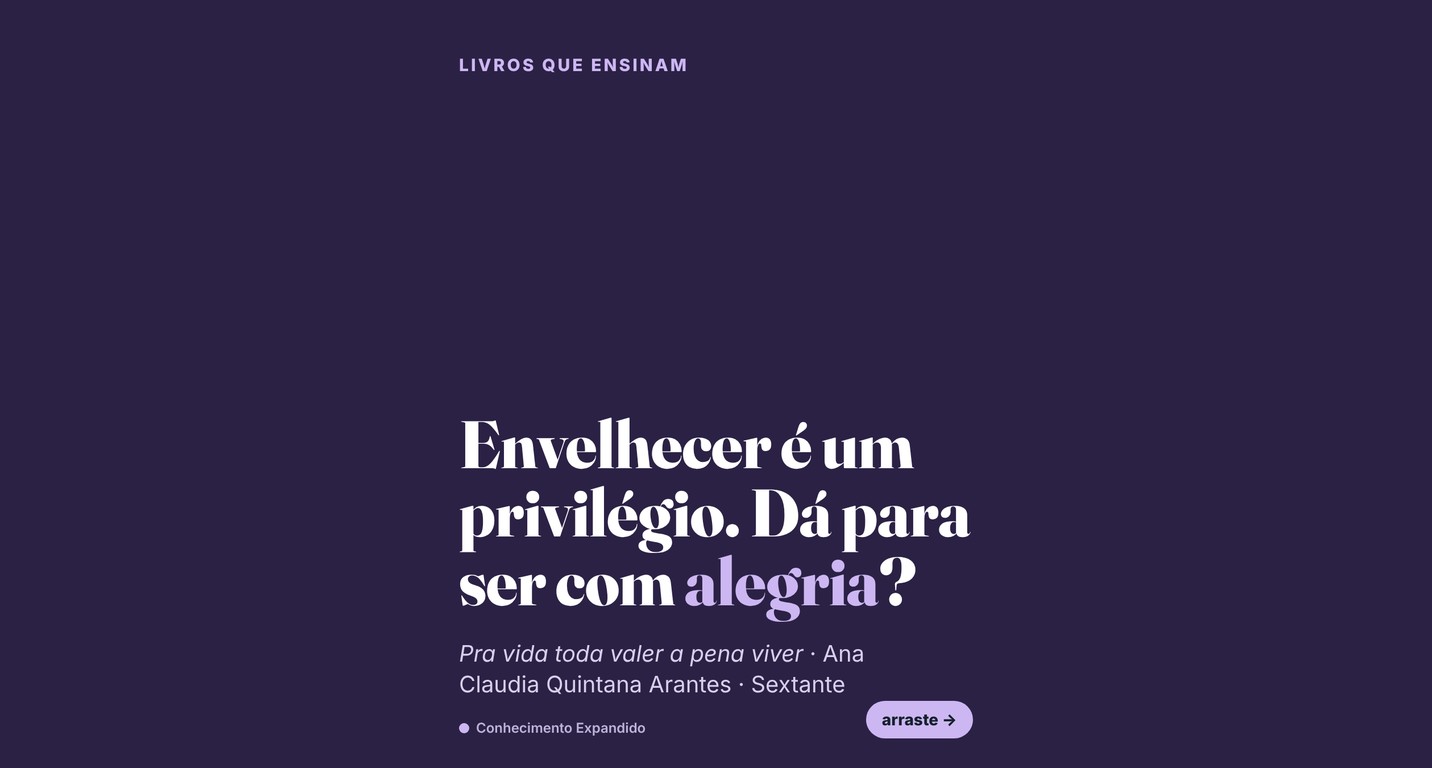 LIVROS QUE ENSINAM
Envelhecer é um
privilégio. Dá para
ser com alegria?
Pra vida toda valer a pena viver · Ana
Claudia Quintana Arantes · Sextante
Conhecimento Expandido
arraste →